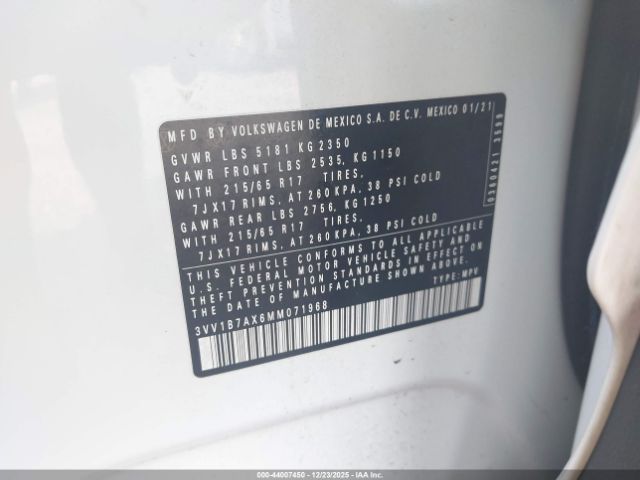 MFD BY VOLKSWAGEN DE MEXICO S.A. DE C.V. MEXICO 01/21
GVWR LBS 5181 KG 2350
GAWR FRONT LBS 2535, KG 1150
WITH 215/65 R17 TIRES,
7JX17 RIMS, AT 260 KPA, 38 PSI COLD
GAWR REAR LBS 2756, KG 1250
WITH 215/65 R17 TIRES,
7JX17 RIMS, AT 260 KPA, 38 PSI COLD
THIS VEHICLE CONFORMS TO ALL APPLICABLE
U.S. FEDERAL MOTOR VEHICLE SAFETY AND
THEFT PREVENTION STANDARDS IN EFFECT ON
THE DATE OF MANUFACTURE SHOWN ABOVE.
3VV1B7AX6MM071968 TYPE: MPV
0360421 3599
000-44007450 - 12/23/2025 - IAA VEHICLE